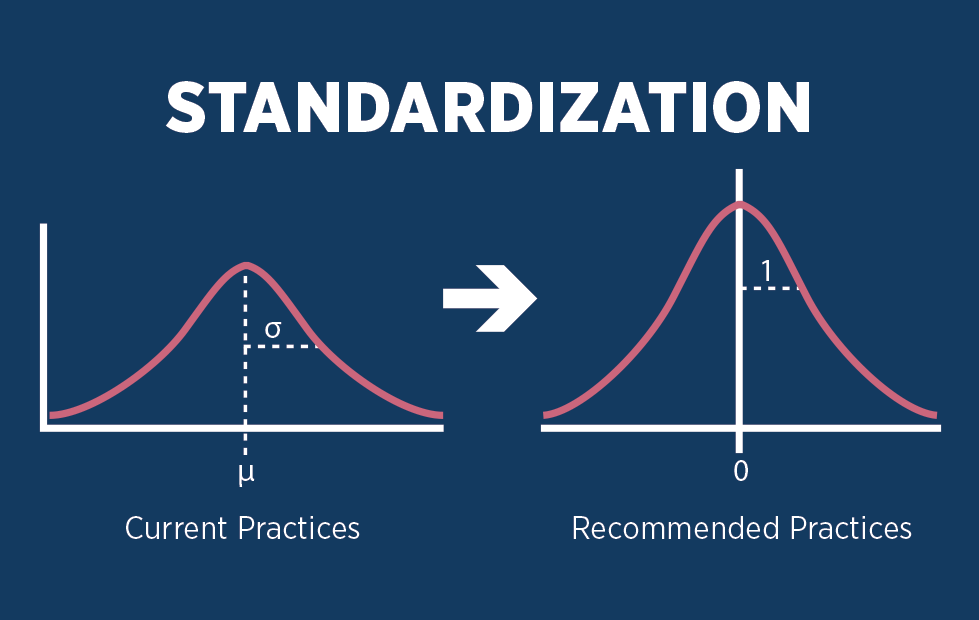 STANDARDIZATION
σ
μ
Current Practices
1
0
Recommended Practices